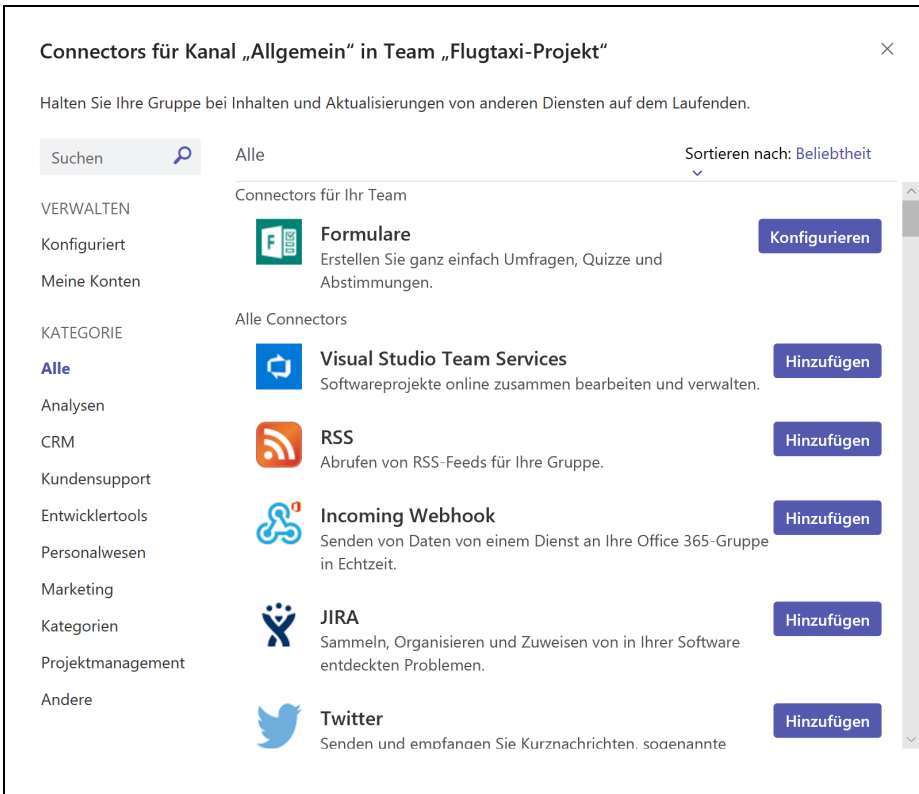 Connectors für Kanal „Allgemein“ in Team „Flugtaxi-Projekt“
Halten Sie Ihre Gruppe bei Inhalten und Aktualisierungen von anderen Diensten auf dem Laufenden.
Suchen
VERWALTEN
Konfiguriert
Meine Konten
KATEGORIE
Alle
Analysen
CRM
Kundensupport
Entwicklertools
Personalwesen
Marketing
Kategorien
Projektmanagement
Andere
Alle
Sortieren nach: Beliebtheit
Connectors für Ihr Team
F
Formulare
Erstellen Sie ganz einfach Umfragen, Quizze und
Abstimmungen.
Konfigurieren
Alle Connectors
Visual Studio Team Services
Softwareprojekte online zusammen bearbeiten und verwalten.
Hinzufügen
RSS
Abrufen von RSS-Feeds für Ihre Gruppe.
Hinzufügen
Incoming Webhook
Senden von Daten von einem Dienst an Ihre Office 365-Gruppe
in Echtzeit.
Hinzufügen
JIRA
Sammeln, Organisieren und Zuweisen von in Ihrer Software
entdeckten Problemen.
Hinzufügen
Twitter
Senden und empfangen Sie Kurznachrichten, sogenannte
Hinzufügen